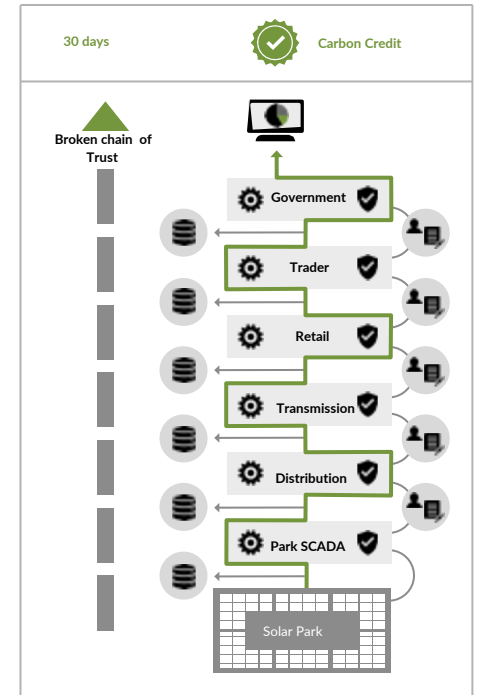 30 days
Carbon Credit
Broken chain of
Trust
Government
Trader
Retail
Transmission
Distribution
Park SCADA
Solar Park